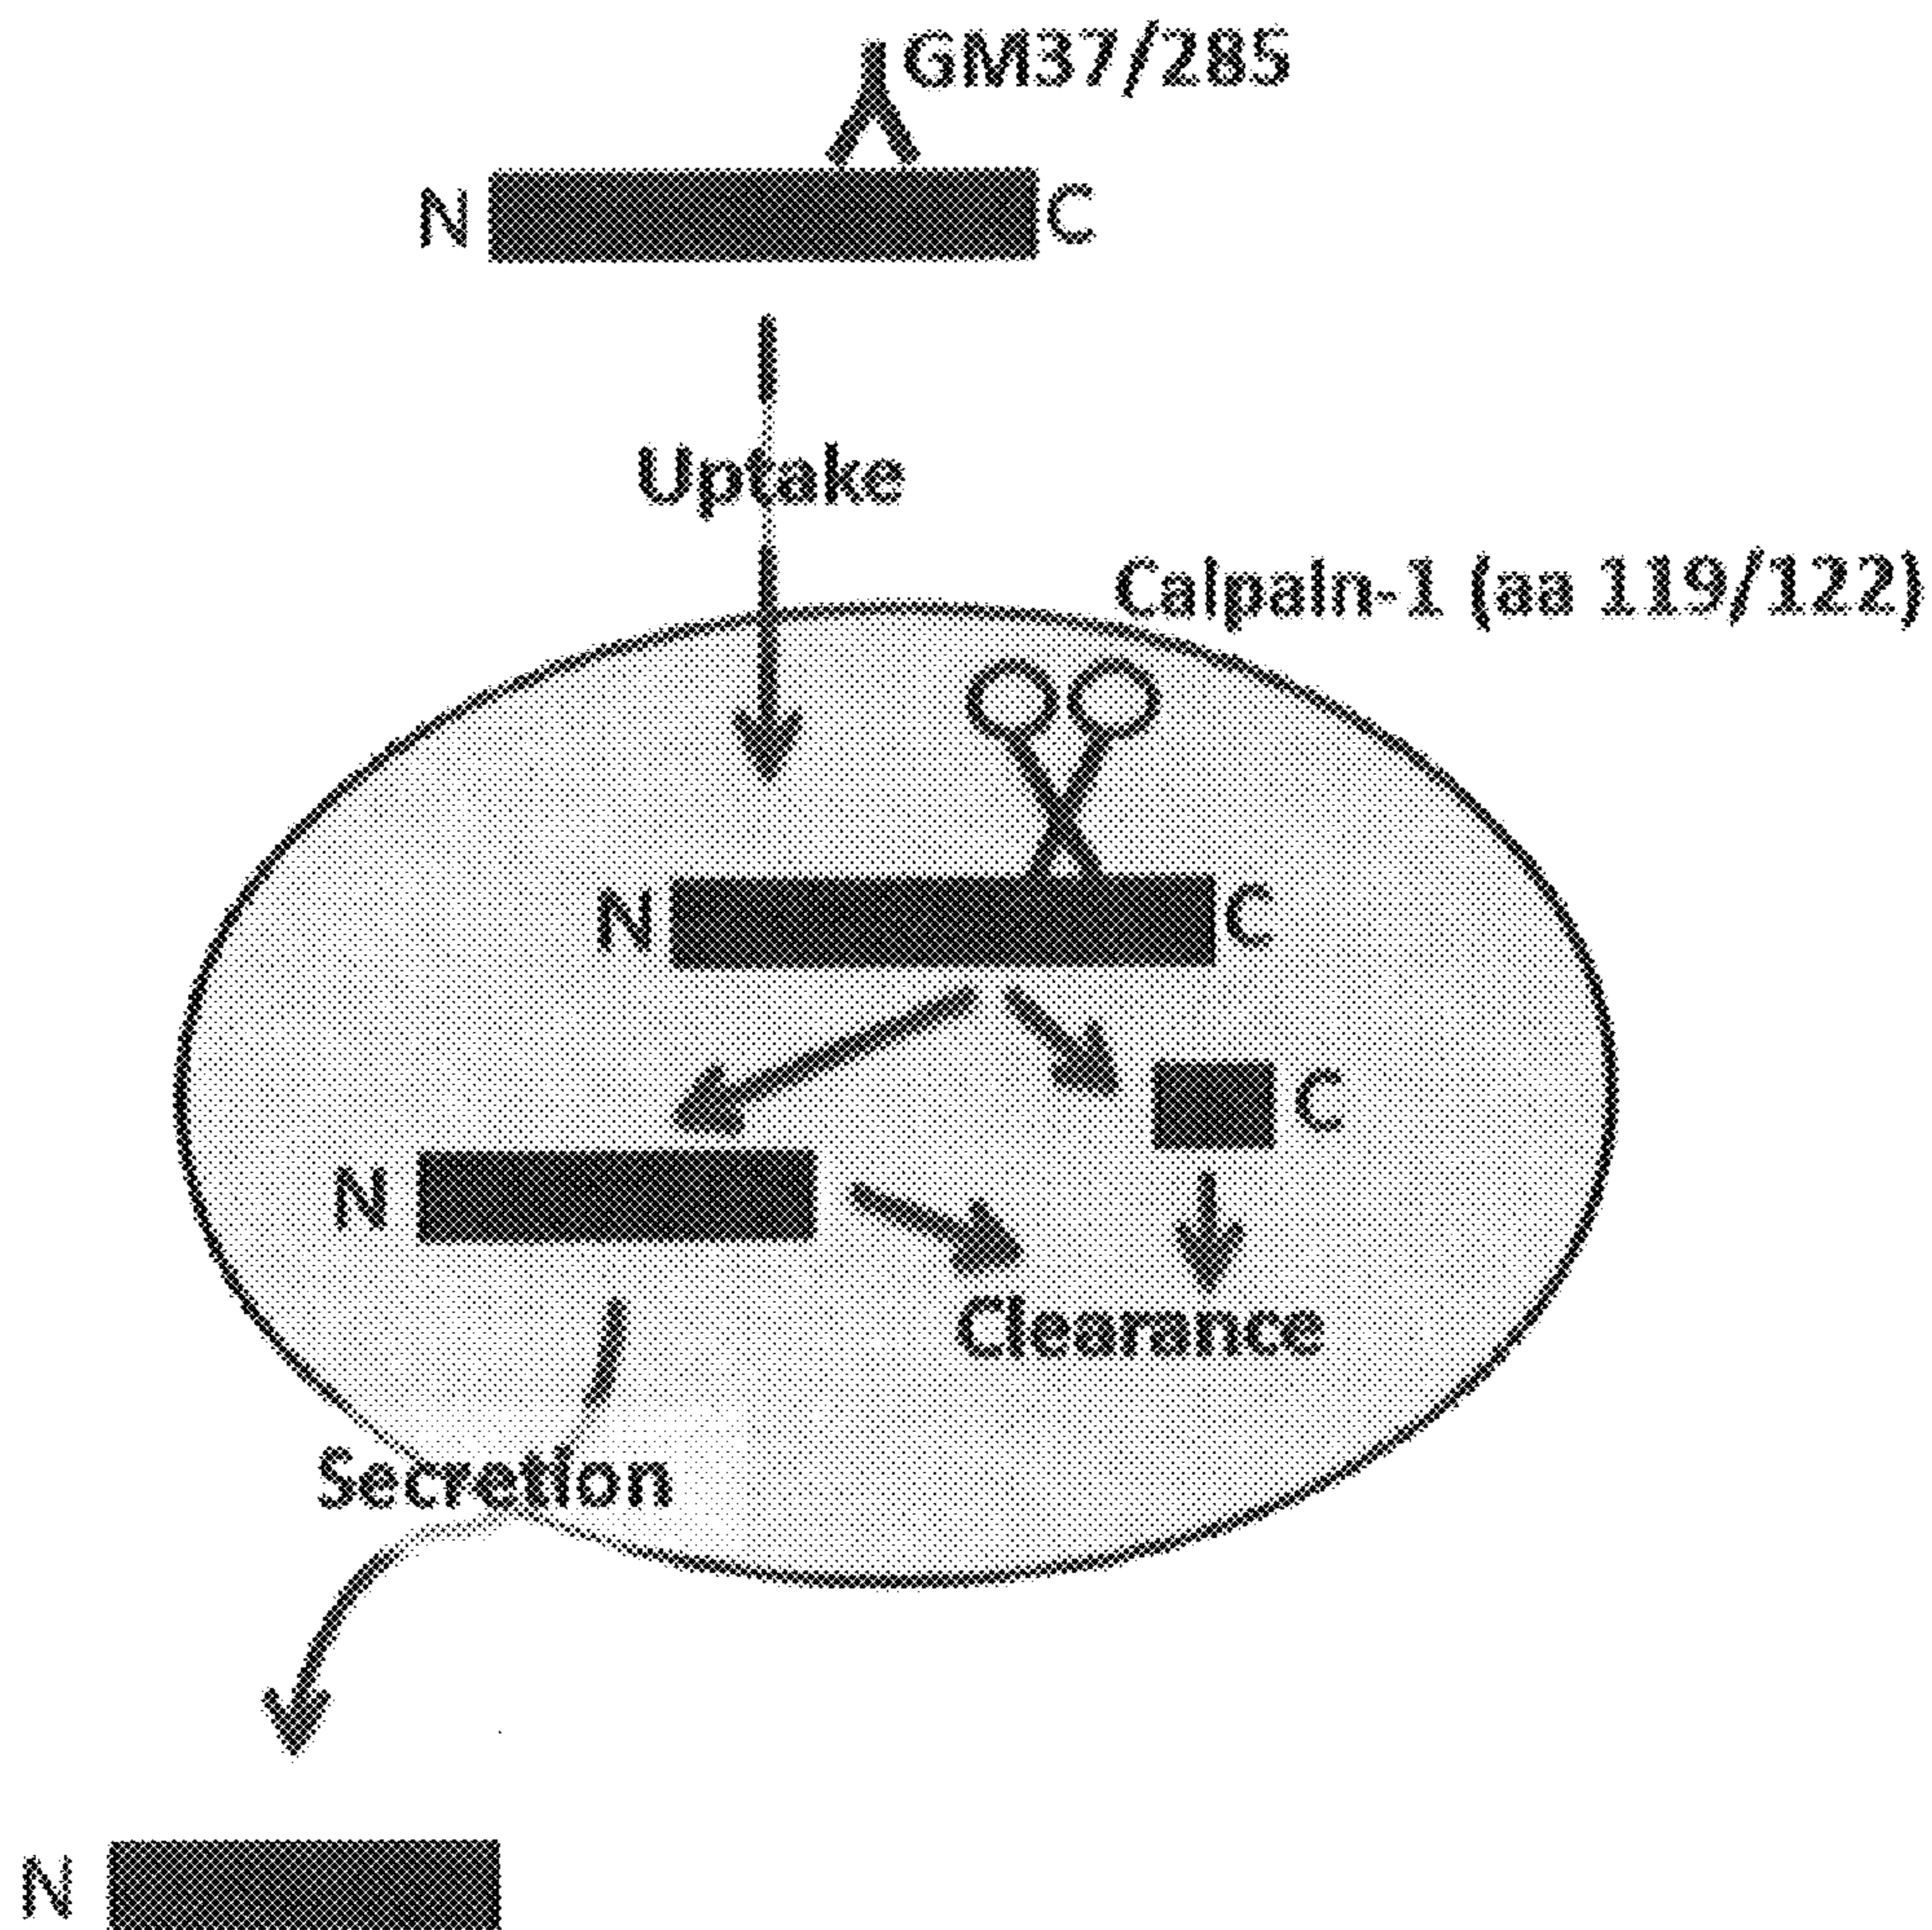 GM37/285
N C
Uptake
Calpain-1 (aa 119/122)
N C
C
N
Clearance
Secretion
N